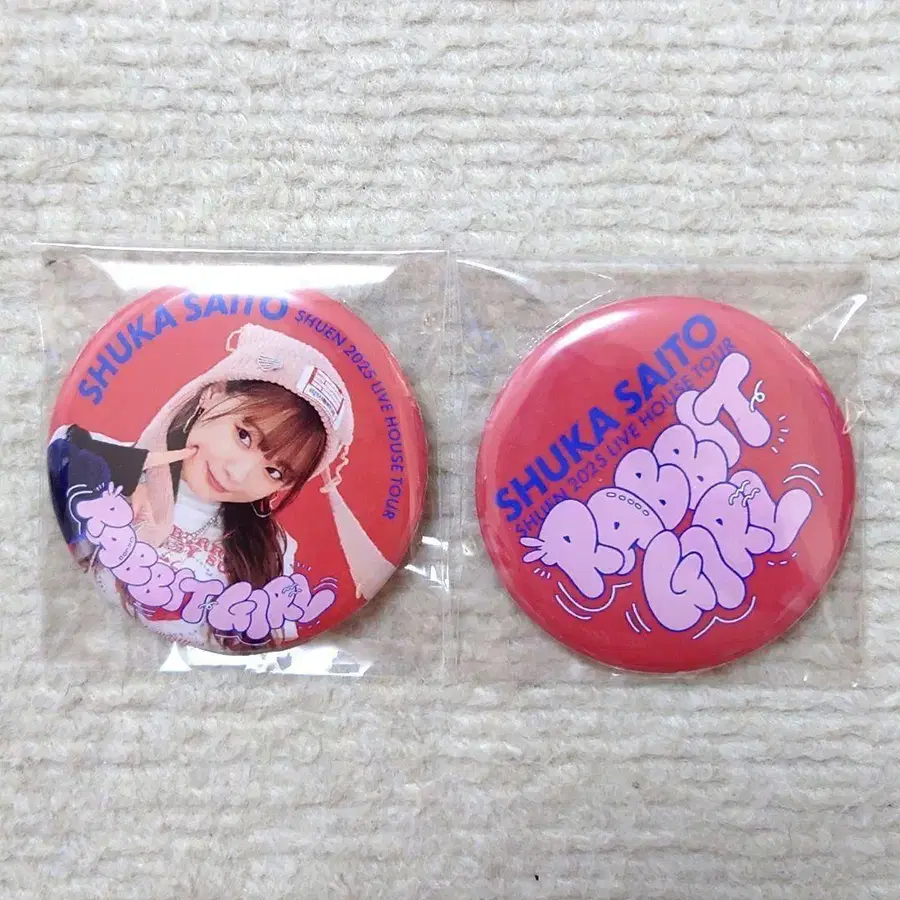 SHUKA SAITO
SHUEN 2025 LIVE HOUSE TOUR
RABBIT GIRL
SHUKA SAITO
SHUEN 2025 LIVE HOUSE TOUR
RABBIT
GIRL